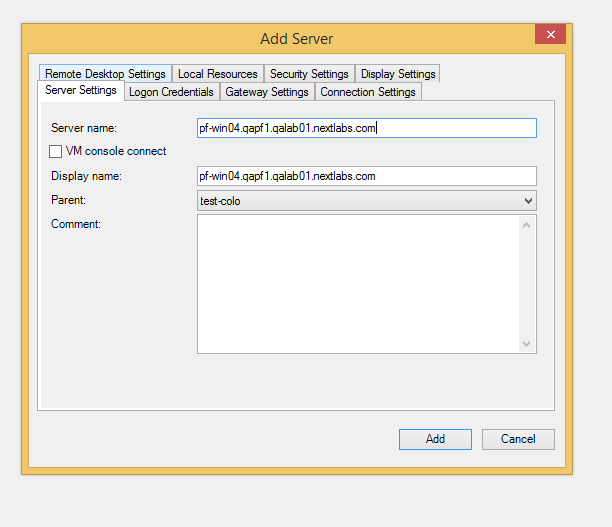 Add Server
Remote Desktop Settings Local Resources Security Settings Display Settings
Server Settings Logon Credentials Gateway Settings Connection Settings
Server name: pf-win04.qapf1.qalab01.nextlabs.com
VM console connect
Display name: pf-win04.qapf1.qalab01.nextlabs.com
Parent: test-colo
Comment:
Add Cancel